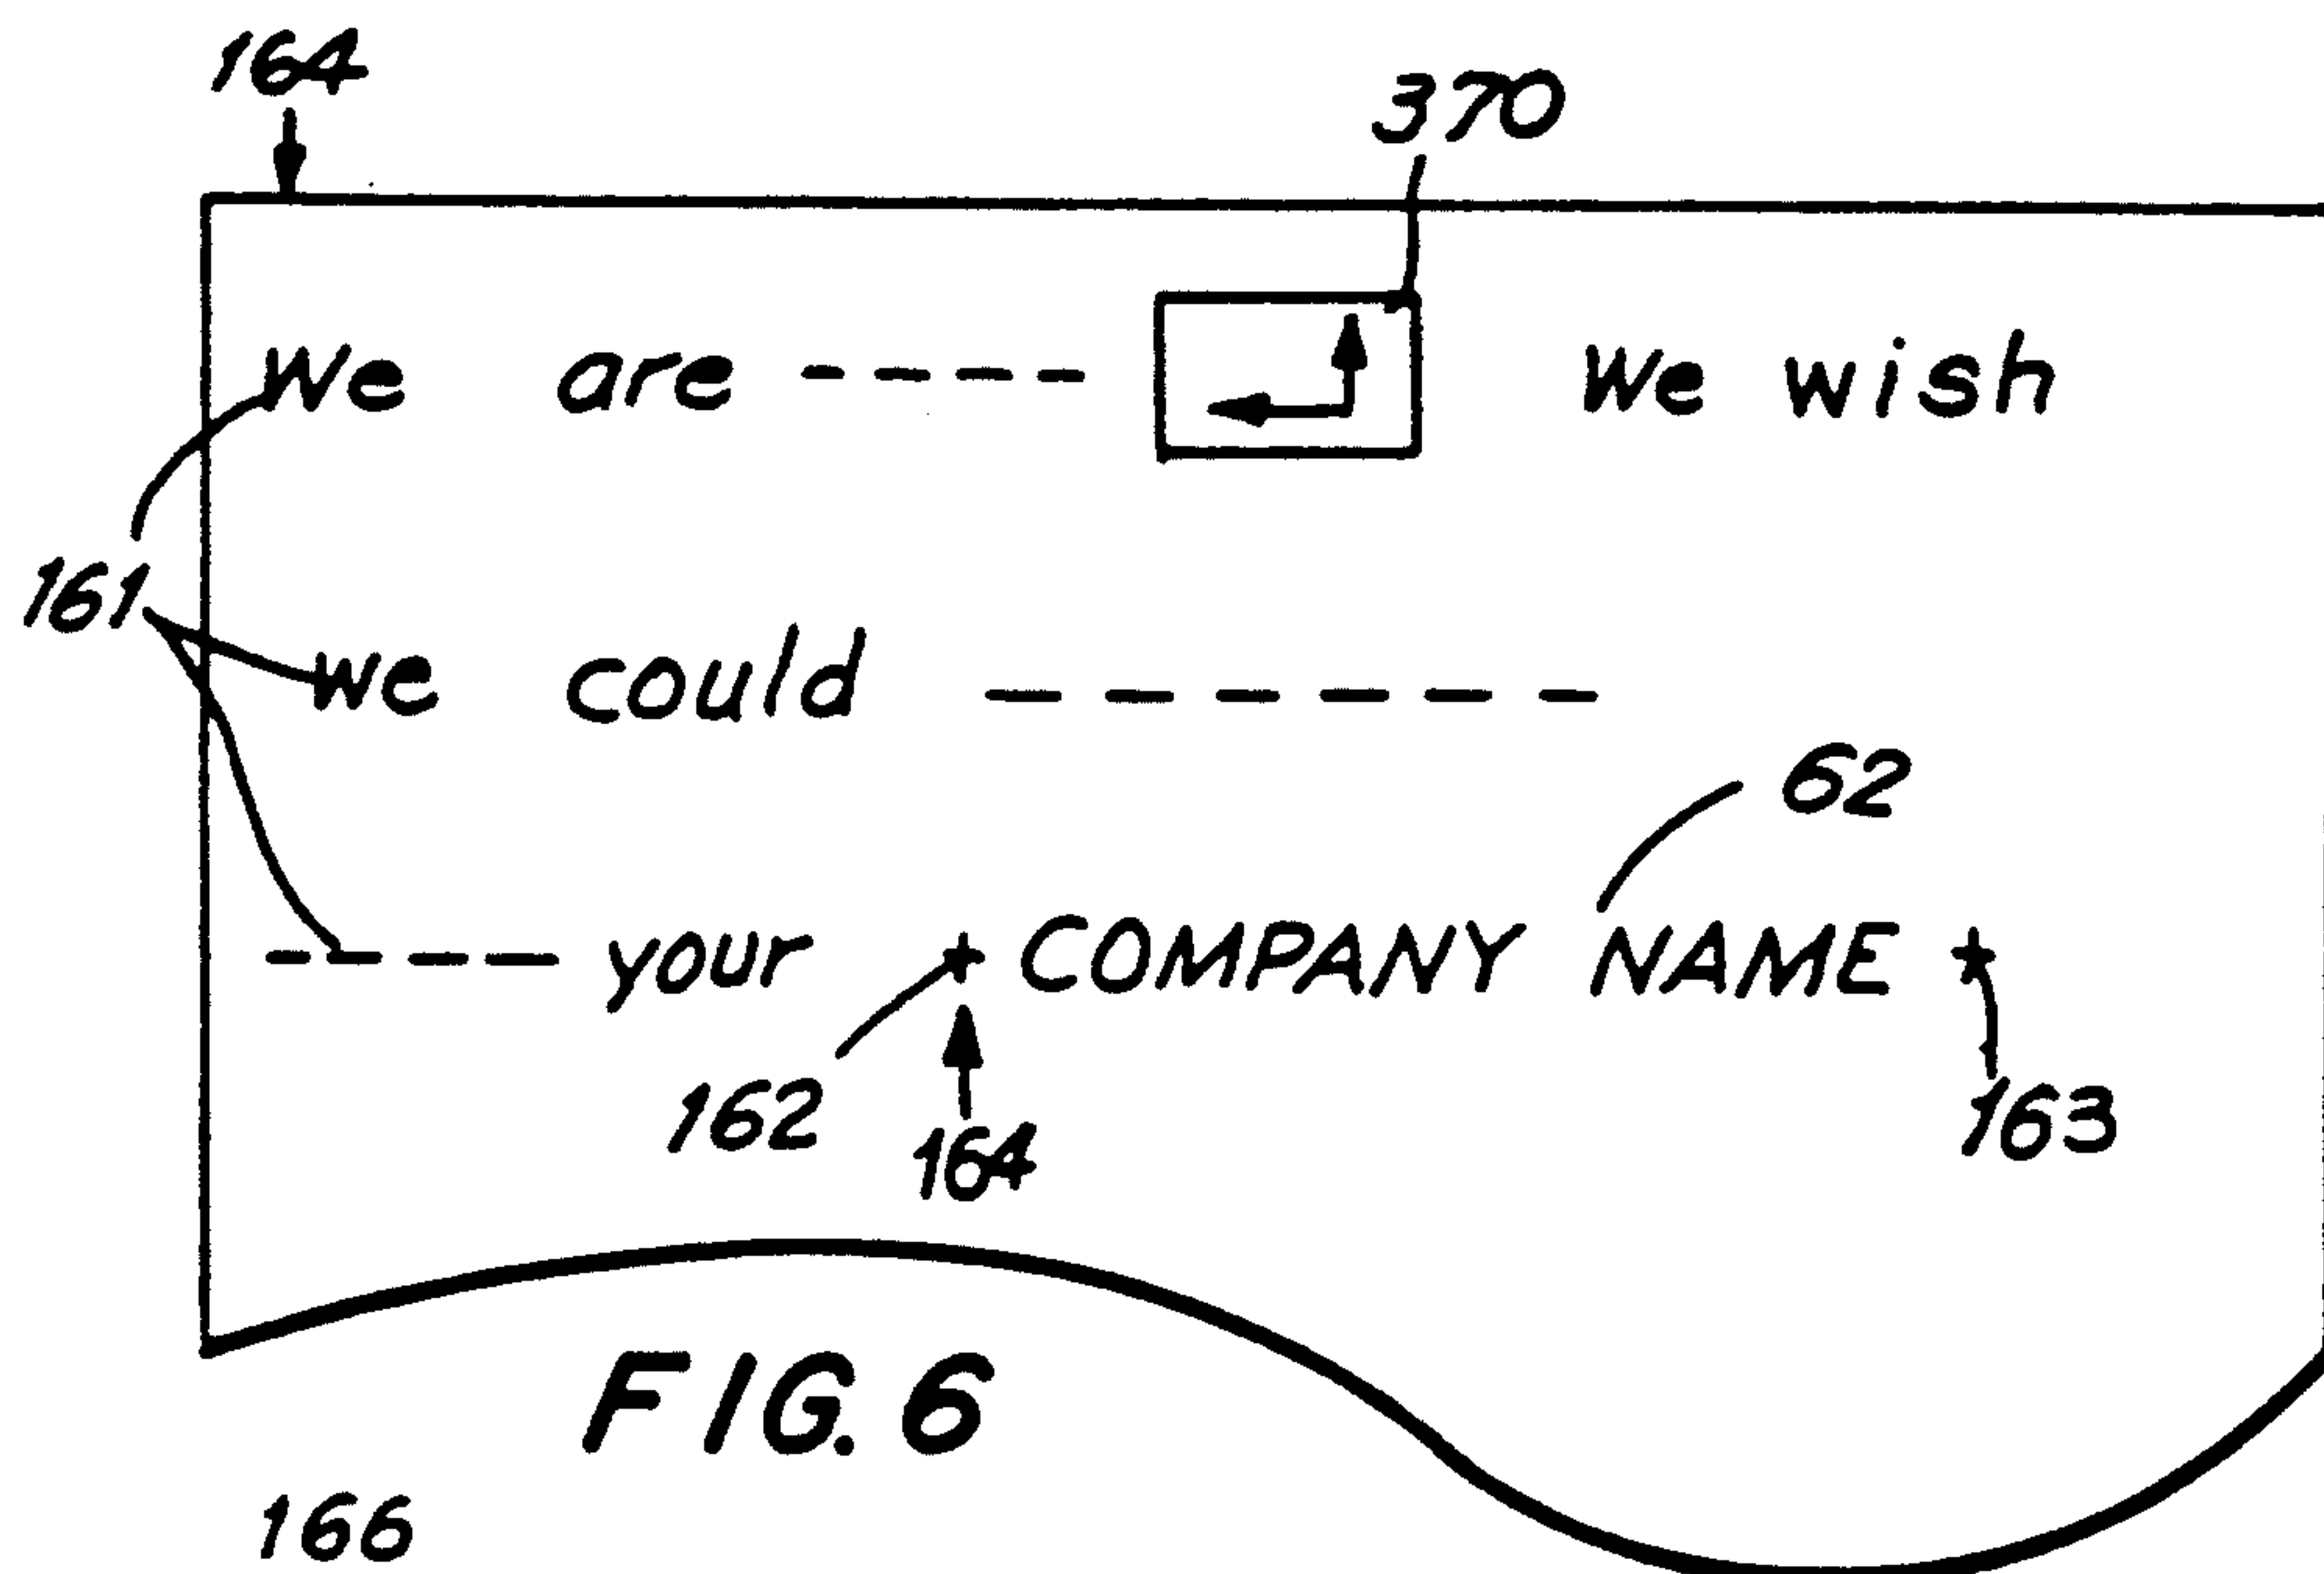 164
370
We are ---- We wish
161
we could ------
62
---- your + COMPANY NAME *
162
164
163
FIG. 6
166